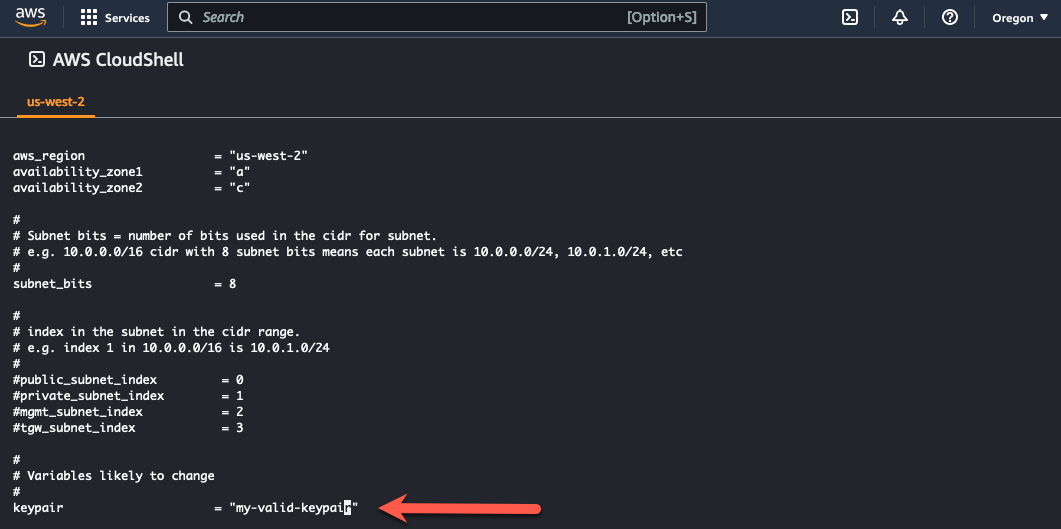 aws Services Search [Option+S] Oregon
AWS CloudShell
us-west-2
aws_region = "us-west-2"
availability_zone1 = "a"
availability_zone2 = "c"
#
# Subnet bits = number of bits used in the cidr for subnet.
# e.g. 10.0.0.0/16 cidr with 8 subnet bits means each subnet is 10.0.0.0/24, 10.0.1.0/24, etc
#
subnet_bits = 8
#
# index in the subnet in the cidr range.
# e.g. index 1 in 10.0.0.0/16 is 10.0.1.0/24
#
#public_subnet_index = 0
#private_subnet_index = 1
#mgmt_subnet_index = 2
#tgw_subnet_index = 3
#
# Variables likely to change
#
keypair = "my-valid-keypair"